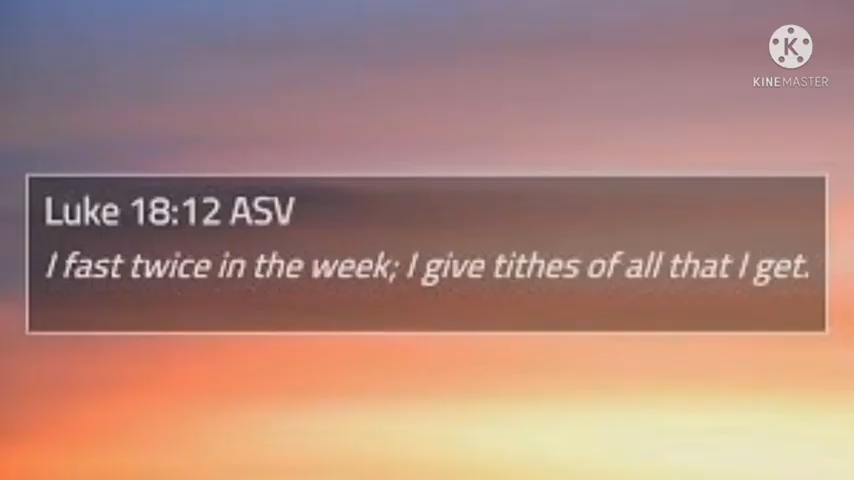 K
KINEMASTER
Luke 18:12 ASV
I fast twice in the week; I give tithes of all that I get.